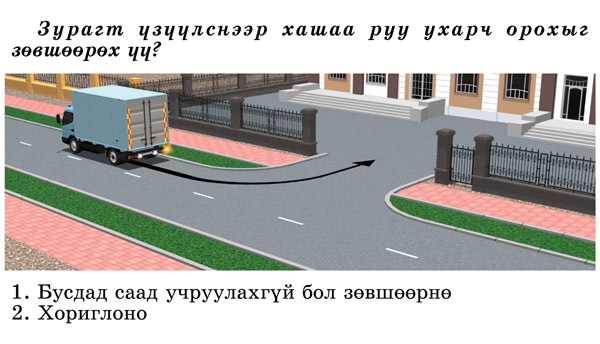 Зурагт үзүүлснээр хашаа руу ухарч орохыг
зөвшөөрөх үү?
1. Бусдад саад учруулахгүй бол зөвшөөрнө
2. Хориглоно